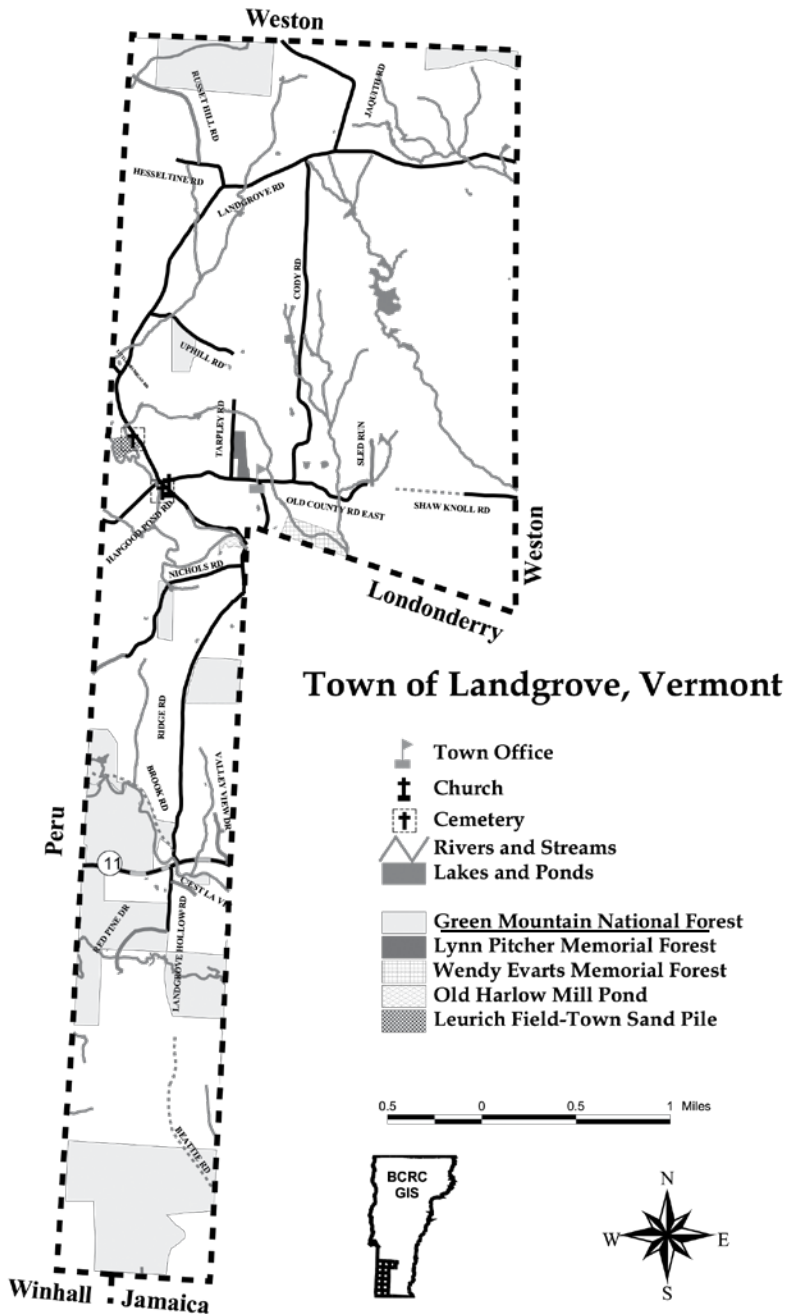 Weston
RUSSET HILL RD
JAQUITH RD
HESSELTINE RD
LANDGROVE RD
CODY RD
UPHILL RD
TARPLEY RD
SLED RUN
OLD COUNTY RD EAST
SHAW KNOLL RD
HAPGOOD POND RD
Weston
NICHOLS RD
Londonderry
Town of Landgrove, Vermont
RIDGE RD
Town Office
BROOK RD
VALLEY VIEW DR
Church
Cemetery
Peru
Rivers and Streams
11
Lakes and Ponds
C'EST LA VI
RED PINE DR
LANDGROVE HOLLOW RD
Green Mountain National Forest
Lynn Pitcher Memorial Forest
Wendy Evarts Memorial Forest
Old Harlow Mill Pond
Leurich Field-Town Sand Pile
0.5 0 0.5 1 Miles
BEATTIE RD
BCRC
GIS
N
W E
S
Winhall Jamaica